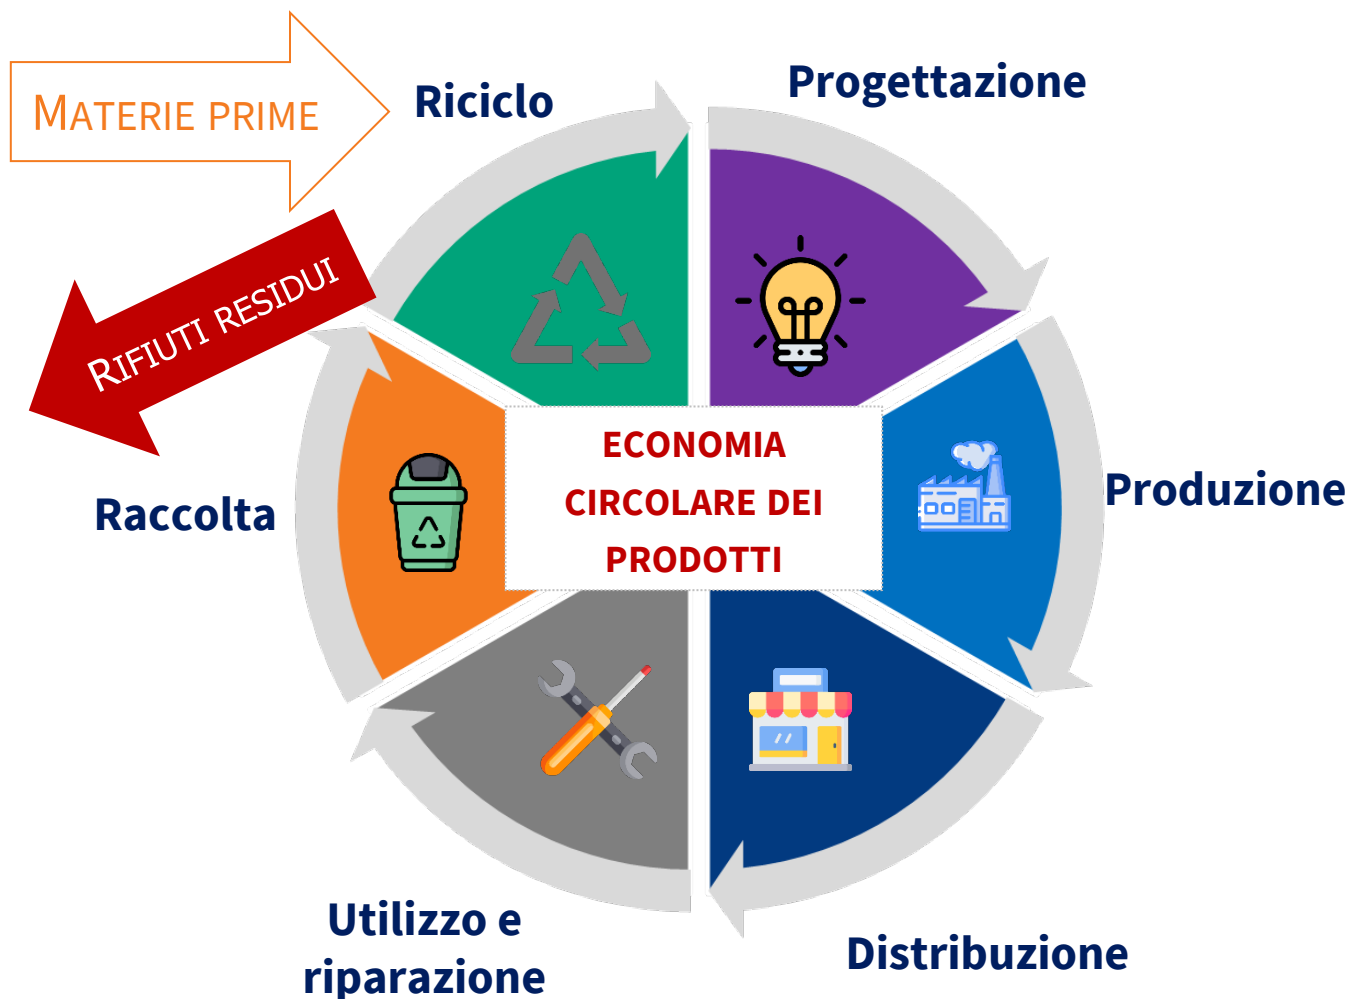 Progettazione
Riciclo
MATERIE PRIME
RIFIUTI RESIDUI
ECONOMIA
CIRCOLARE DEI
PRODOTTI
Produzione
Raccolta
Utilizzo e
riparazione
Distribuzione